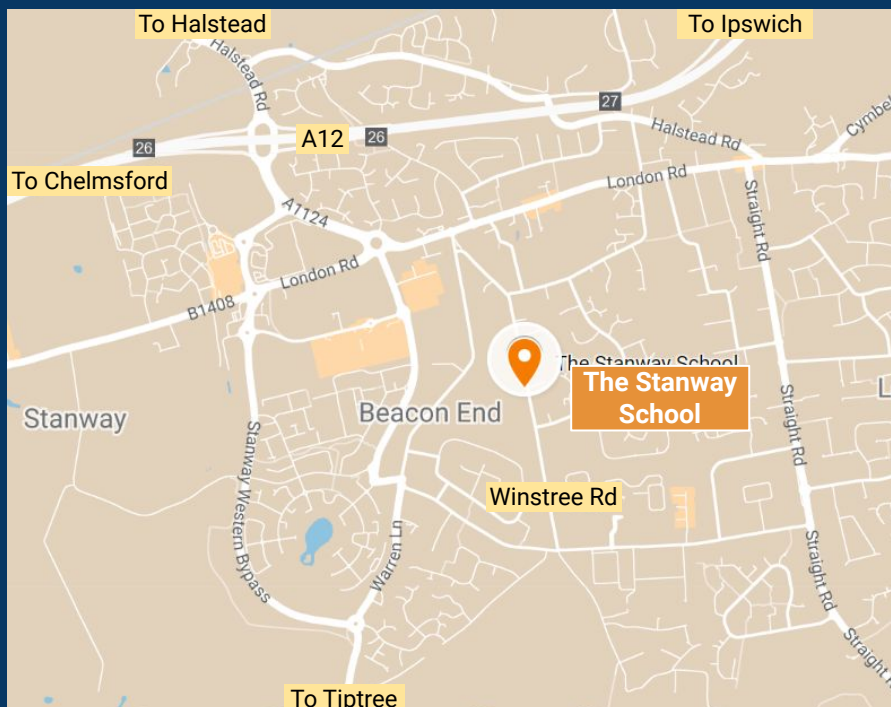 To Halstead
To Ipswich
Halstead Rd
27
26
A12
26
Halstead Rd
To Chelmsford
London Rd
Straight Rd
A1124
London Rd
B1408
The Stanway School
The Stanway
School
Stanway
Beacon End
L
Straight Rd
Stanway Western Bypass
Winstree Rd
Warren Ln
Straight Rd
Straight R
To Tiptree